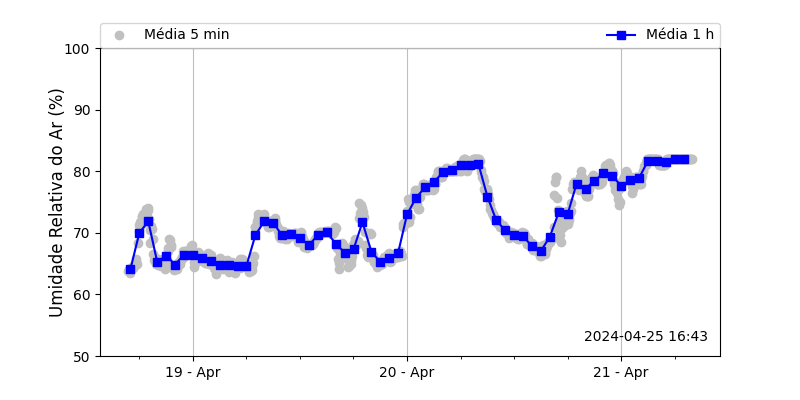 Média 5 min
Média 1 h
Umidade Relativa do Ar (%)
100
90
80
70
60
50
2024-04-25 16:43
19 - Apr
20 - Apr
21 - Apr